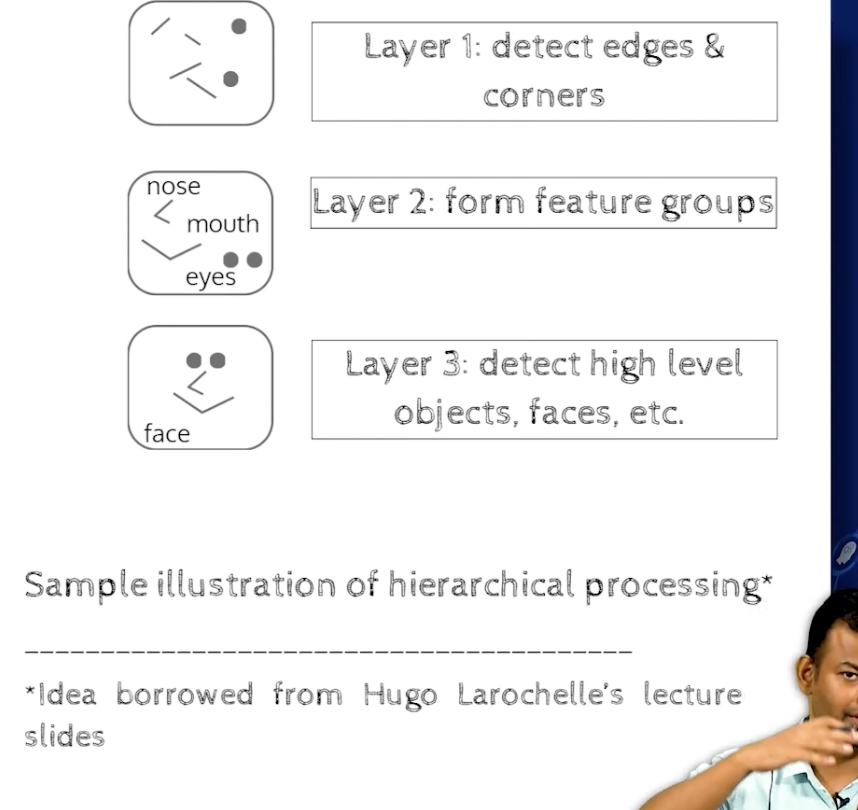 Layer 1: detect edges &
corners
nose
mouth
eyes
Layer 2: form feature groups
face
Layer 3: detect high level
objects, faces, etc.
Sample illustration of hierarchical processing*
*Idea borrowed from Hugo Larochelle's lecture
slides